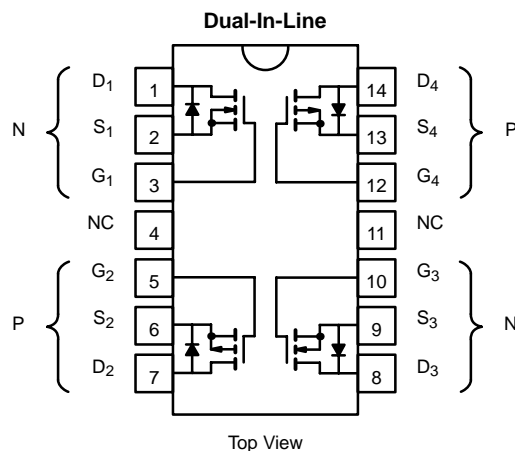 Dual-In-Line
D1 1 14 D4
N S1 2 13 S4 P
G1 3 12 G4
NC 4 11 NC
G2 5 10 G3
P S2 6 9 S3 N
D2 7 8 D3
Top View